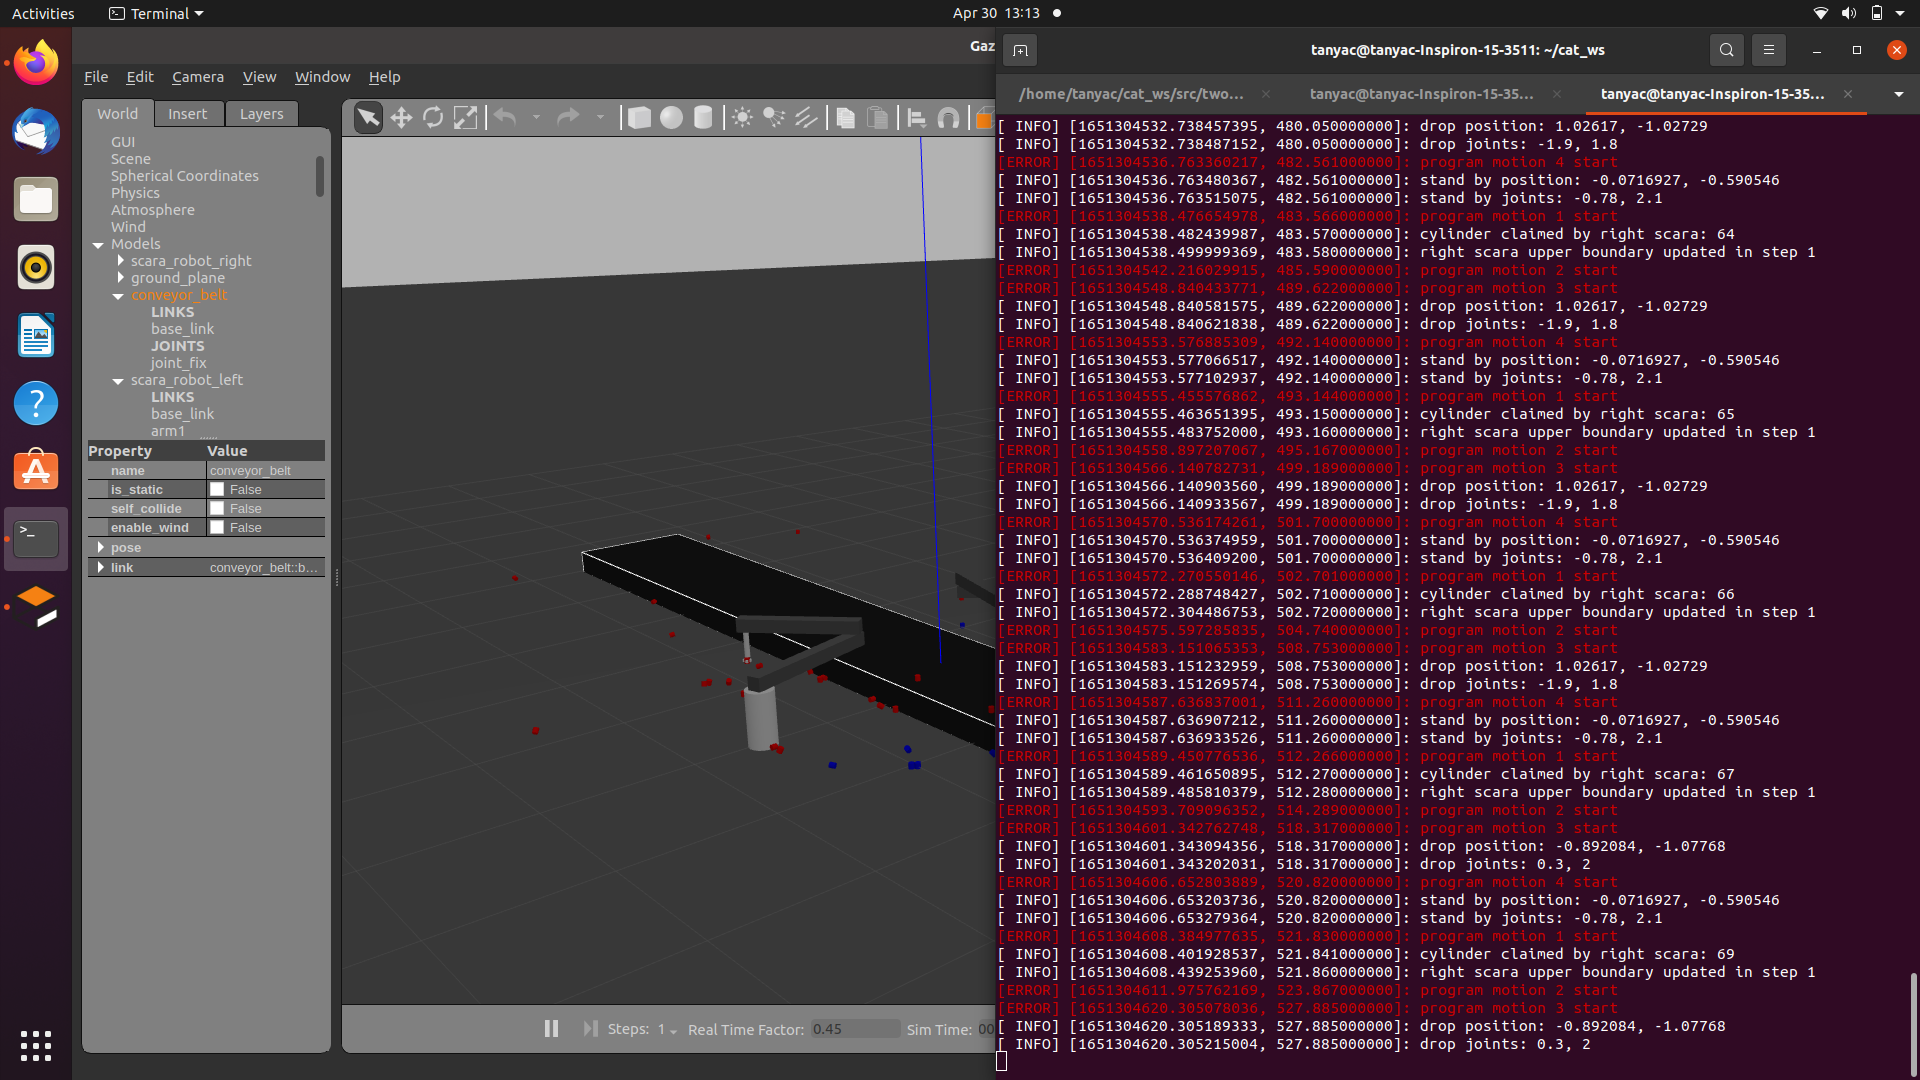 Activities
Terminal
Apr 30 13:13
Gaz
File Edit Camera View Window Help
World Insert Layers
GUI
Scene
Spherical Coordinates
Physics
Atmosphere
Wind
Models
scara_robot_right
ground_plane
conveyor_belt
LINKS
base_link
JOINTS
joint_fix
scara_robot_left
LINKS
base_link
arm1
Property Value
name conveyor_belt
is_static False
self_collide False
enable_wind False
pose
link conveyor_belt::b...
Steps: 1 Real Time Factor: 0.45 Sim Time: 00
tanyac@tanyac-Inspiron-15-3511: ~/cat_ws
/home/tanyac/cat_ws/src/two... tanyac@tanyac-Inspiron-15-35... tanyac@tanyac-Inspiron-15-35...
[ INFO] [1651304532.738457395, 480.050000000]: drop position: 1.02617, -1.02729
[ INFO] [1651304532.738487152, 480.050000000]: drop joints: -1.9, 1.8
[ERROR] [1651304536.763360217, 482.561000000]: program motion 4 start
[ INFO] [1651304536.763480367, 482.561000000]: stand by position: -0.0716927, -0.590546
[ INFO] [1651304536.763515075, 482.561000000]: stand by joints: -0.78, 2.1
[ERROR] [1651304538.476654978, 483.566000000]: program motion 1 start
[ INFO] [1651304538.482439987, 483.570000000]: cylinder claimed by right scara: 64
[ INFO] [1651304538.499999369, 483.580000000]: right scara upper boundary updated in step 1
[ERROR] [1651304542.216029915, 485.590000000]: program motion 2 start
[ERROR] [1651304548.840433771, 489.622000000]: program motion 3 start
[ INFO] [1651304548.840581575, 489.622000000]: drop position: 1.02617, -1.02729
[ INFO] [1651304548.840621838, 489.622000000]: drop joints: -1.9, 1.8
[ERROR] [1651304553.576885309, 492.140000000]: program motion 4 start
[ INFO] [1651304553.577066517, 492.140000000]: stand by position: -0.0716927, -0.590546
[ INFO] [1651304553.577102937, 492.140000000]: stand by joints: -0.78, 2.1
[ERROR] [1651304555.455576862, 493.144000000]: program motion 1 start
[ INFO] [1651304555.463651395, 493.150000000]: cylinder claimed by right scara: 65
[ INFO] [1651304555.483752000, 493.160000000]: right scara upper boundary updated in step 1
[ERROR] [1651304558.897207067, 495.167000000]: program motion 2 start
[ERROR] [1651304566.140782731, 499.189000000]: program motion 3 start
[ INFO] [1651304566.140903560, 499.189000000]: drop position: 1.02617, -1.02729
[ INFO] [1651304566.140933567, 499.189000000]: drop joints: -1.9, 1.8
[ERROR] [1651304570.536174261, 501.700000000]: program motion 4 start
[ INFO] [1651304570.536374959, 501.700000000]: stand by position: -0.0716927, -0.590546
[ INFO] [1651304570.536409200, 501.700000000]: stand by joints: -0.78, 2.1
[ERROR] [1651304572.270550146, 502.701000000]: program motion 1 start
[ INFO] [1651304572.288748427, 502.710000000]: cylinder claimed by right scara: 66
[ INFO] [1651304572.304486753, 502.720000000]: right scara upper boundary updated in step 1
[ERROR] [1651304575.597285835, 504.740000000]: program motion 2 start
[ERROR] [1651304583.151065353, 508.753000000]: program motion 3 start
[ INFO] [1651304583.151232959, 508.753000000]: drop position: 1.02617, -1.02729
[ INFO] [1651304583.151269574, 508.753000000]: drop joints: -1.9, 1.8
[ERROR] [1651304587.636837001, 511.260000000]: program motion 4 start
[ INFO] [1651304587.636907212, 511.260000000]: stand by position: -0.0716927, -0.590546
[ INFO] [1651304587.636933526, 511.260000000]: stand by joints: -0.78, 2.1
[ERROR] [1651304589.450776536, 512.266000000]: program motion 1 start
[ INFO] [1651304589.461650895, 512.270000000]: cylinder claimed by right scara: 67
[ INFO] [1651304589.485810379, 512.280000000]: right scara upper boundary updated in step 1
[ERROR] [1651304593.709096352, 514.289000000]: program motion 2 start
[ERROR] [1651304601.342762748, 518.317000000]: program motion 3 start
[ INFO] [1651304601.343094356, 518.317000000]: drop position: -0.892084, -1.07768
[ INFO] [1651304601.343202031, 518.317000000]: drop joints: 0.3, 2
[ERROR] [1651304606.652803889, 520.820000000]: program motion 4 start
[ INFO] [1651304606.653203736, 520.820000000]: stand by position: -0.0716927, -0.590546
[ INFO] [1651304606.653279364, 520.820000000]: stand by joints: -0.78, 2.1
[ERROR] [1651304608.384977635, 521.830000000]: program motion 1 start
[ INFO] [1651304608.401928537, 521.841000000]: cylinder claimed by right scara: 69
[ INFO] [1651304608.439253960, 521.860000000]: right scara upper boundary updated in step 1
[ERROR] [1651304611.975762169, 523.867000000]: program motion 2 start
[ERROR] [1651304620.305078036, 527.885000000]: program motion 3 start
[ INFO] [1651304620.305189333, 527.885000000]: drop position: -0.892084, -1.07768
[ INFO] [1651304620.305215004, 527.885000000]: drop joints: 0.3, 2